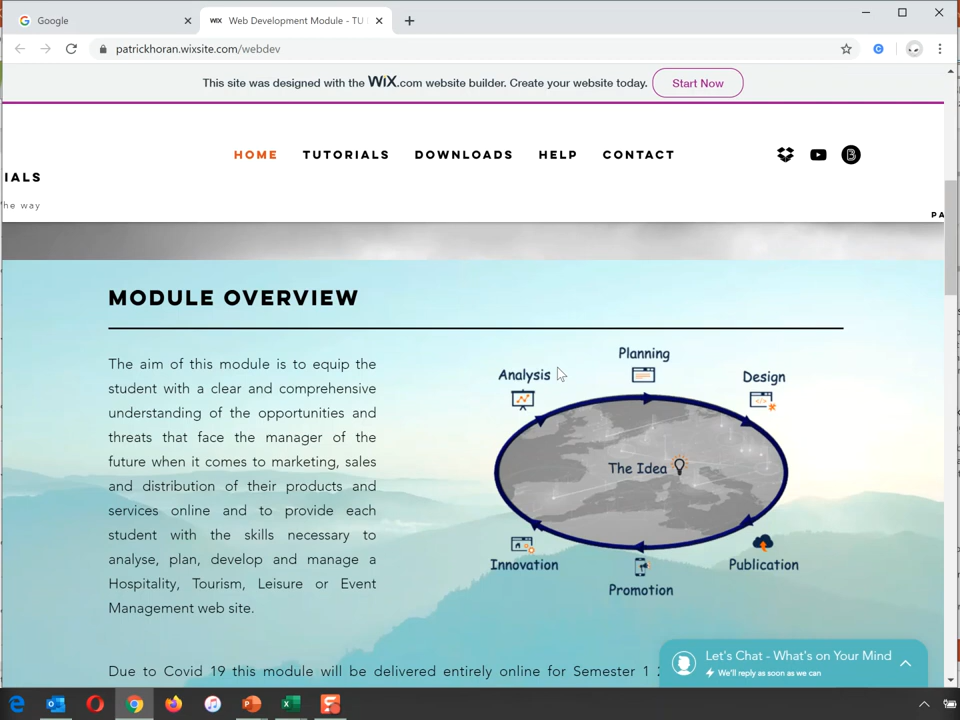 Google
WIX Web Development Module - TU
patrickhoran.wixsite.com/webdev
This site was designed with the WiX.com website builder. Create your website today. Start Now
HOME TUTORIALS DOWNLOADS HELP CONTACT
IALS
he way
PA
MODULE OVERVIEW
The aim of this module is to equip the
student with a clear and comprehensive
understanding of the opportunities and
threats that face the manager of the
future when it comes to marketing, sales
and distribution of their products and
services online and to provide each
student with the skills necessary to
analyse, plan, develop and manage a
Hospitality, Tourism, Leisure or Event
Management web site.
Planning
Analysis
Design
The Idea
Innovation
Publication
Promotion
Due to Covid 19 this module will be delivered entirely online for Semester 1
Let's Chat - What's on Your Mind
We'll reply as soon as we can